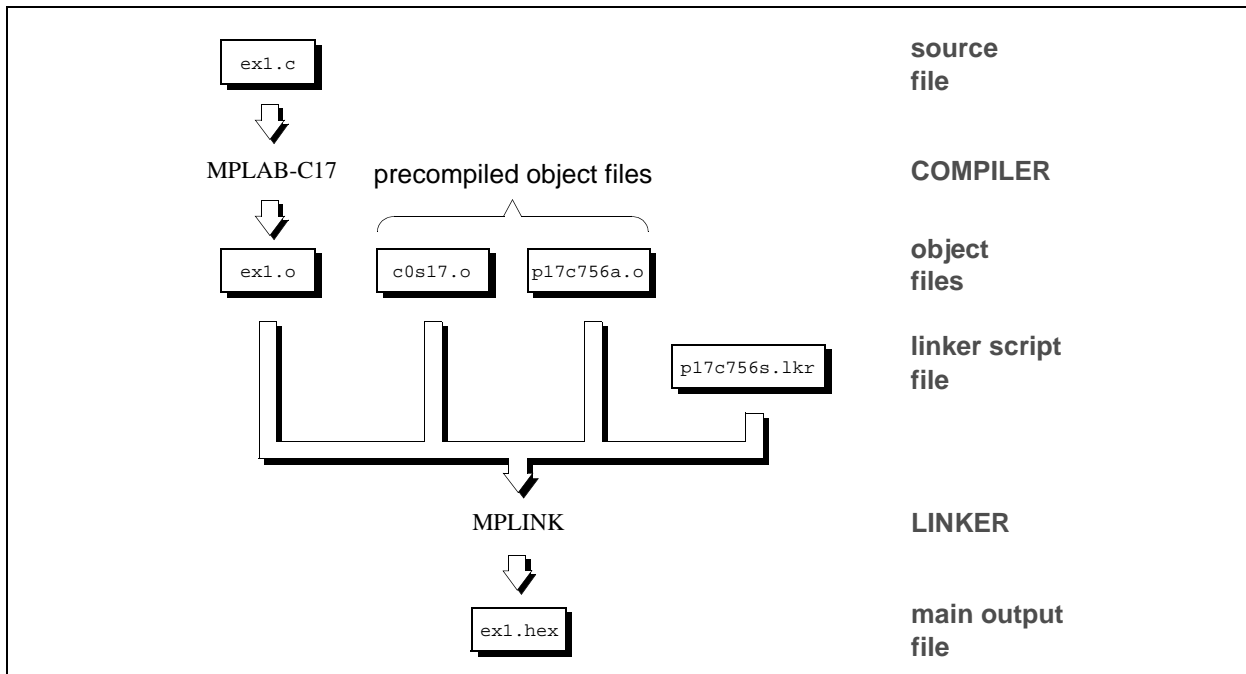 ex1.c
source
file
MPLAB-C17
precompiled object files
COMPILER
ex1.o
c0s17.o
p17c756a.o
object
files
p17c756s.lkr
linker script
file
MPLINK
LINKER
ex1.hex
main output
file